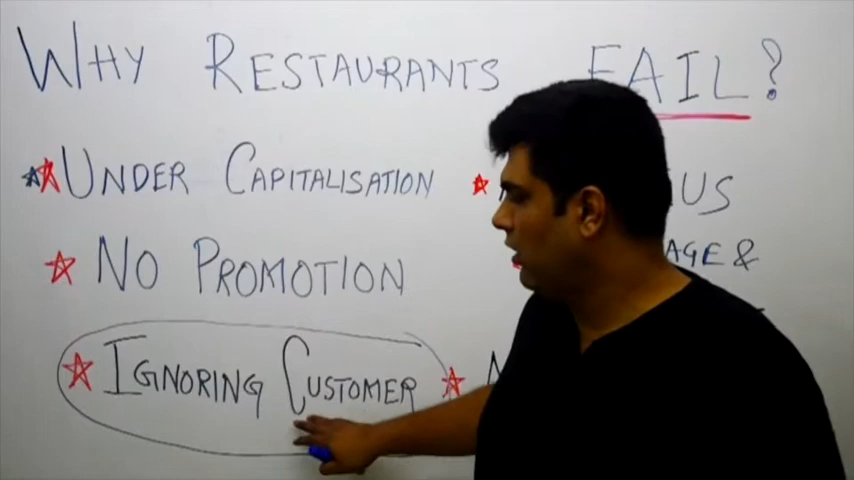 WHY RESTAURANTS FAIL?
UNDER CAPITALISATION
US
NO PROMOTION
AGE &
IGNORING CUSTOMER